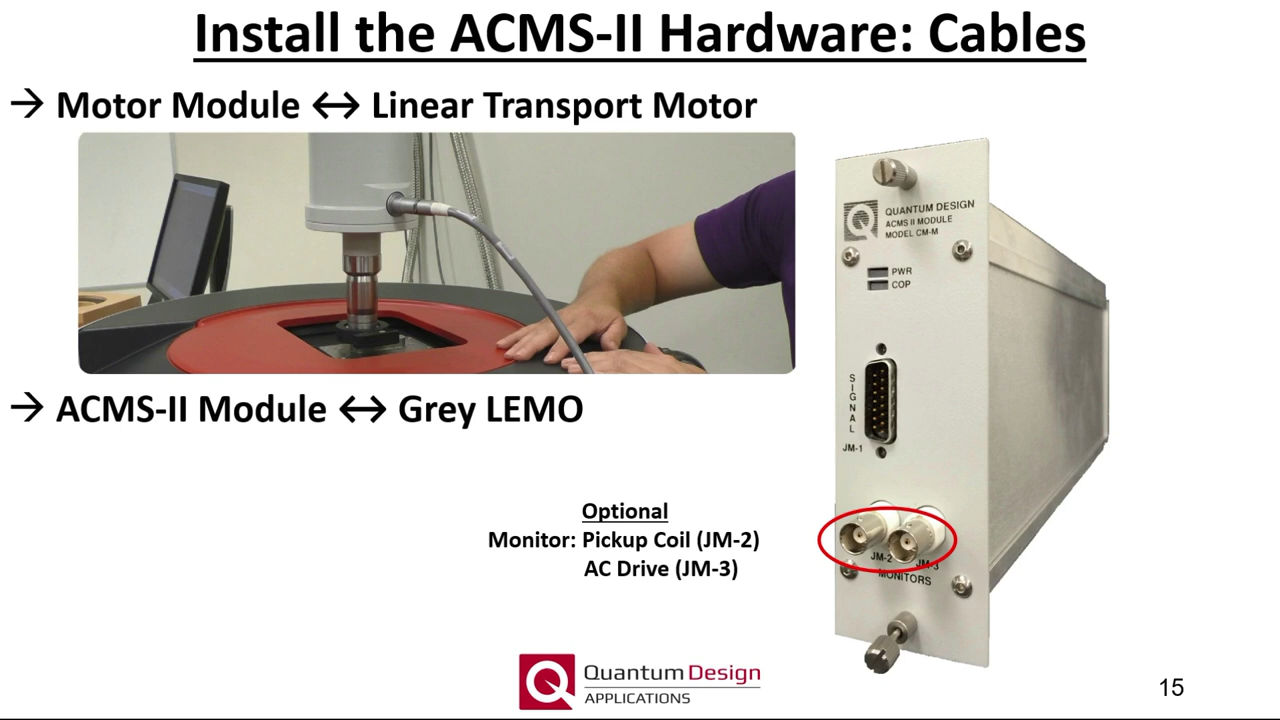 Install the ACMS-II Hardware: Cables
→ Motor Module ↔ Linear Transport Motor
QUANTUM DESIGN
ACMS II MODULE
MODEL CM-M
PWR
COP
SIGNAL
JM-1
→ ACMS-II Module ↔ Grey LEMO
Optional
Monitor: Pickup Coil (JM-2)
AC Drive (JM-3)
JM-2
JM-3
MONITORS
Quantum Design
APPLICATIONS
15